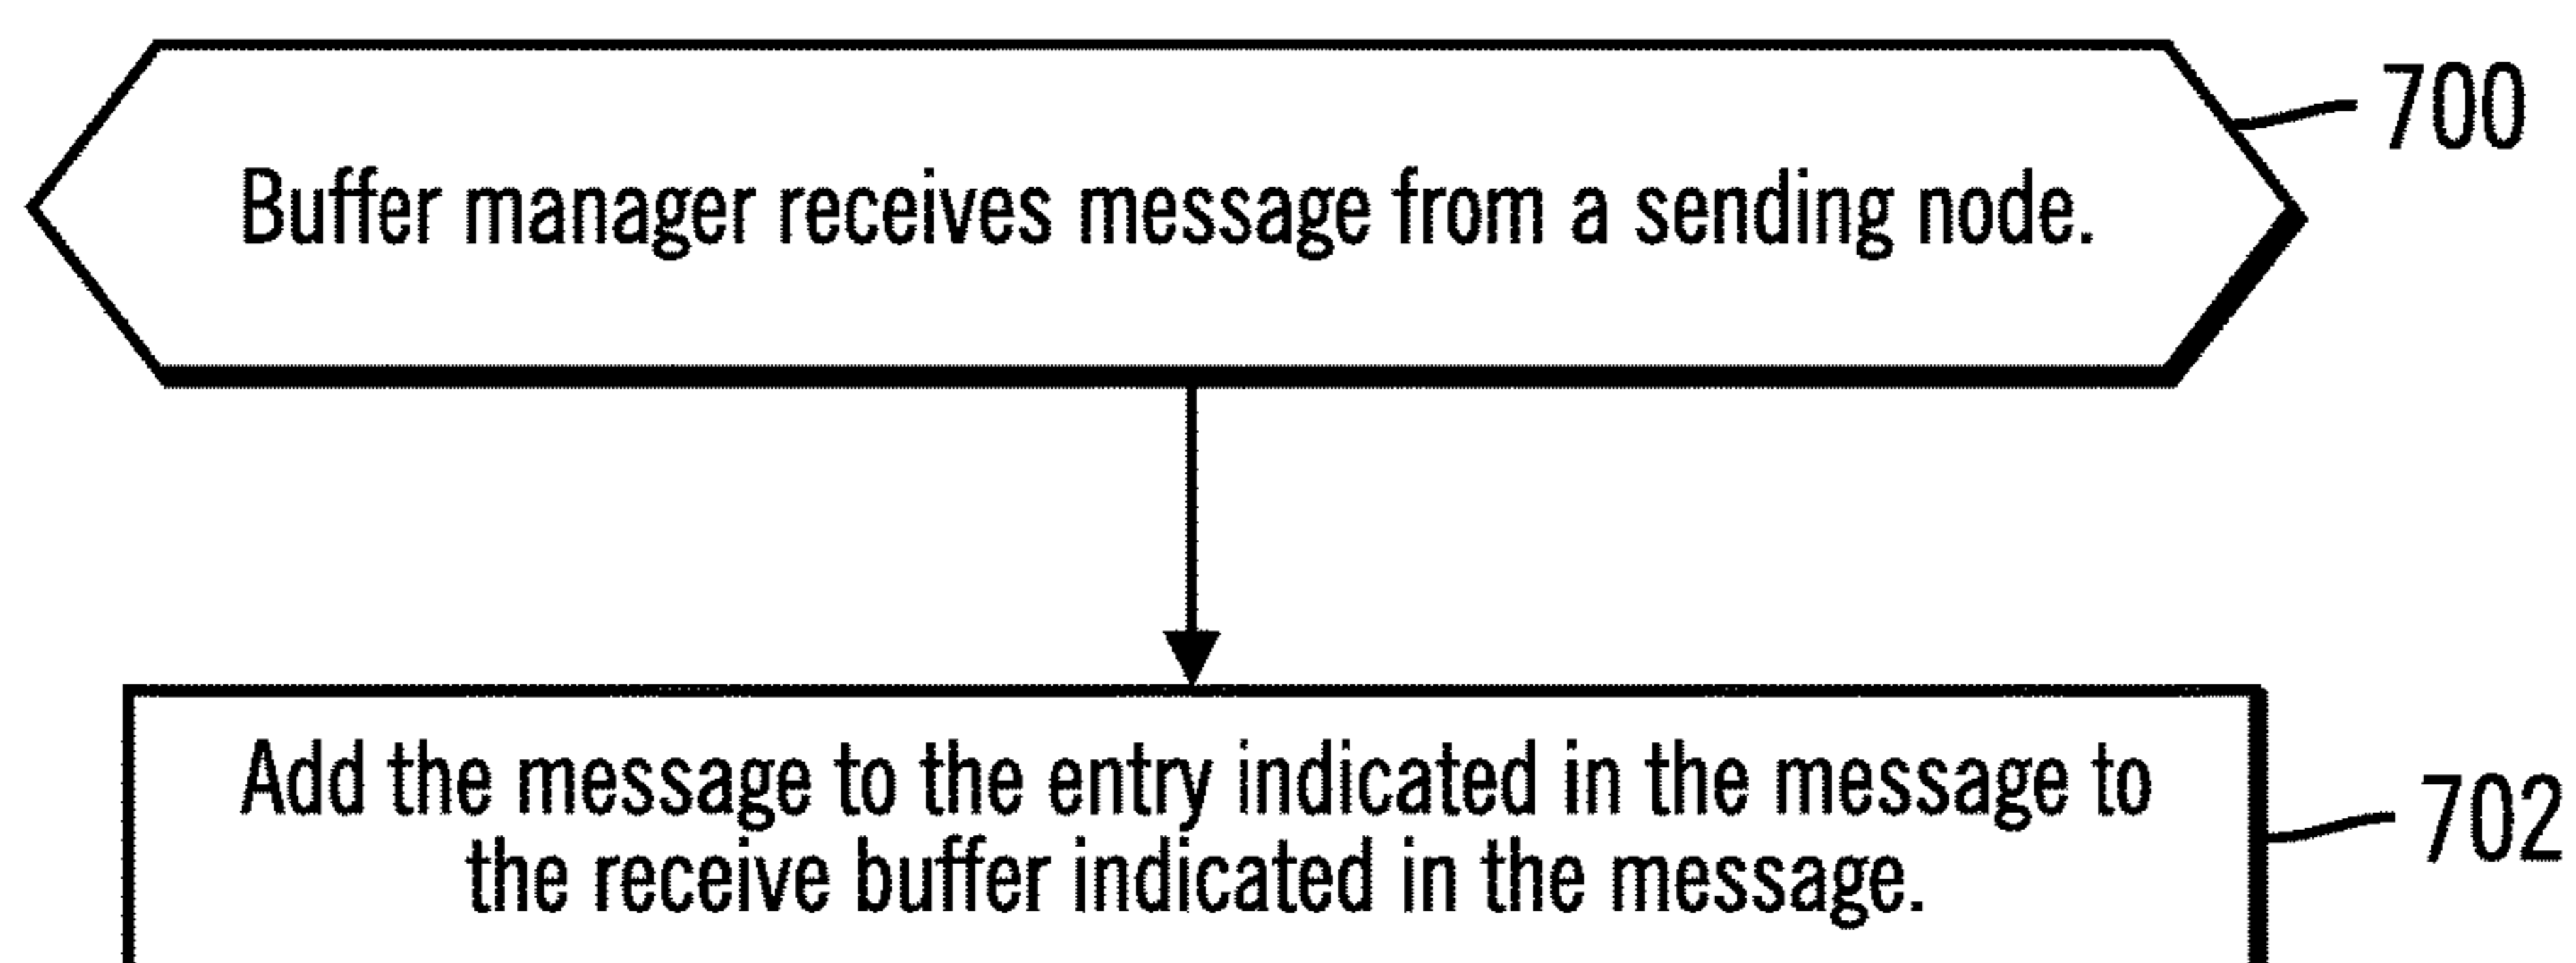 700
Buffer manager receives message from a sending node.
Add the message to the entry indicated in the message to
702
the receive buffer indicated in the message.